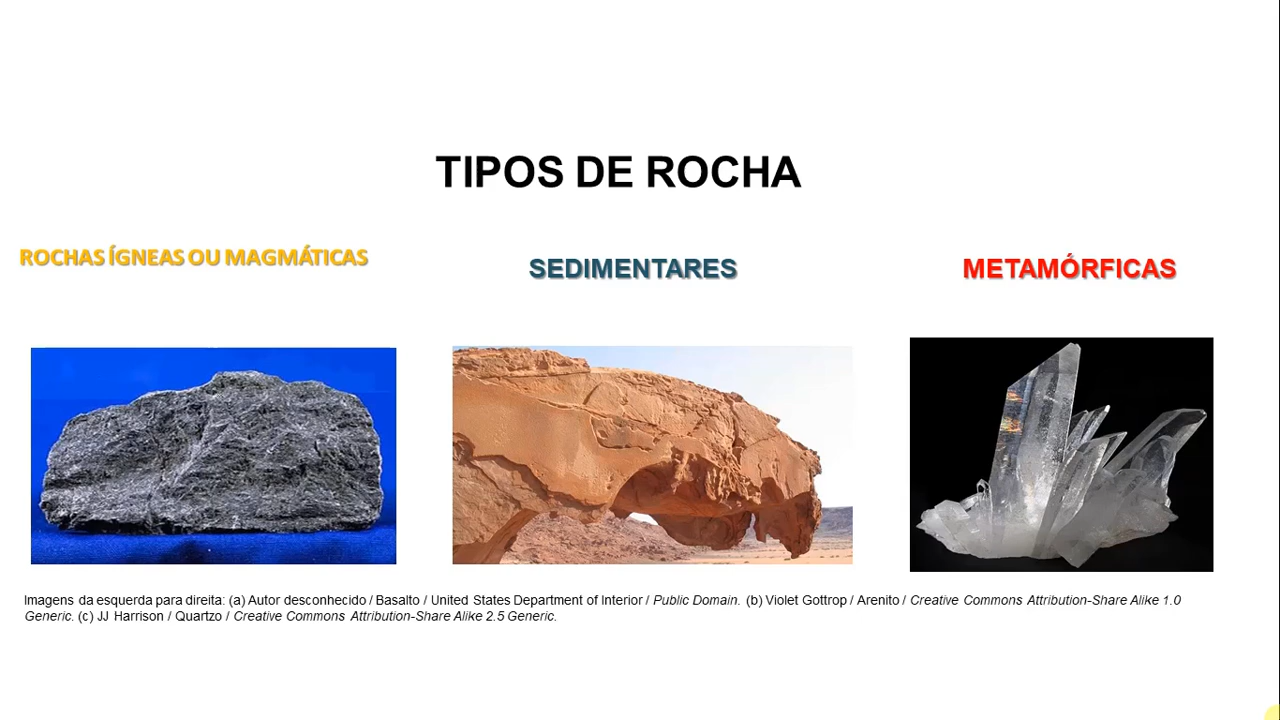 TIPOS DE ROCHA
ROCHAS ÍGNEAS OU MAGMÁTICAS
SEDIMENTARES
METAMÓRFICAS
Imagens da esquerda para direita: (a) Autor desconhecido / Basalto / United States Department of Interior / Public Domain. (b) Violet Gottrop / Arenito / Creative Commons Attribution-Share Alike 1.0
Generic. (c) JJ Harrison / Quartzo / Creative Commons Attribution-Share Alike 2.5 Generic.